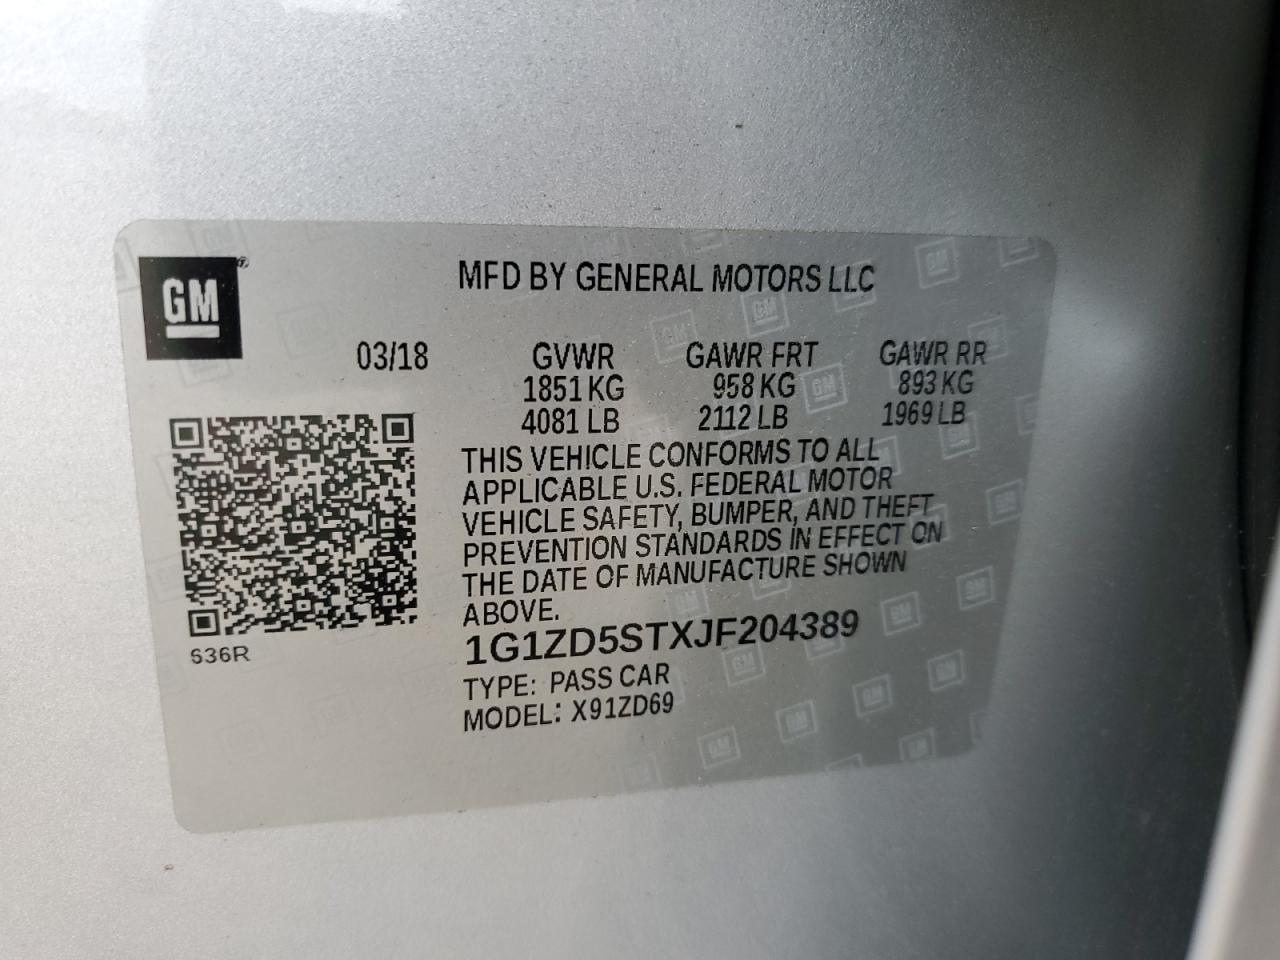 GM®
MFD BY GENERAL MOTORS LLC
03/18 GVWR GAWR FRT GAWR RR
1851 KG 958 KG 893 KG
4081 LB 2112 LB 1969 LB
THIS VEHICLE CONFORMS TO ALL
APPLICABLE U.S. FEDERAL MOTOR
VEHICLE SAFETY, BUMPER, AND THEFT
PREVENTION STANDARDS IN EFFECT ON
THE DATE OF MANUFACTURE SHOWN
ABOVE.
1G1ZD5STXJF204389
S36R
TYPE: PASS CAR
MODEL: X91ZD69